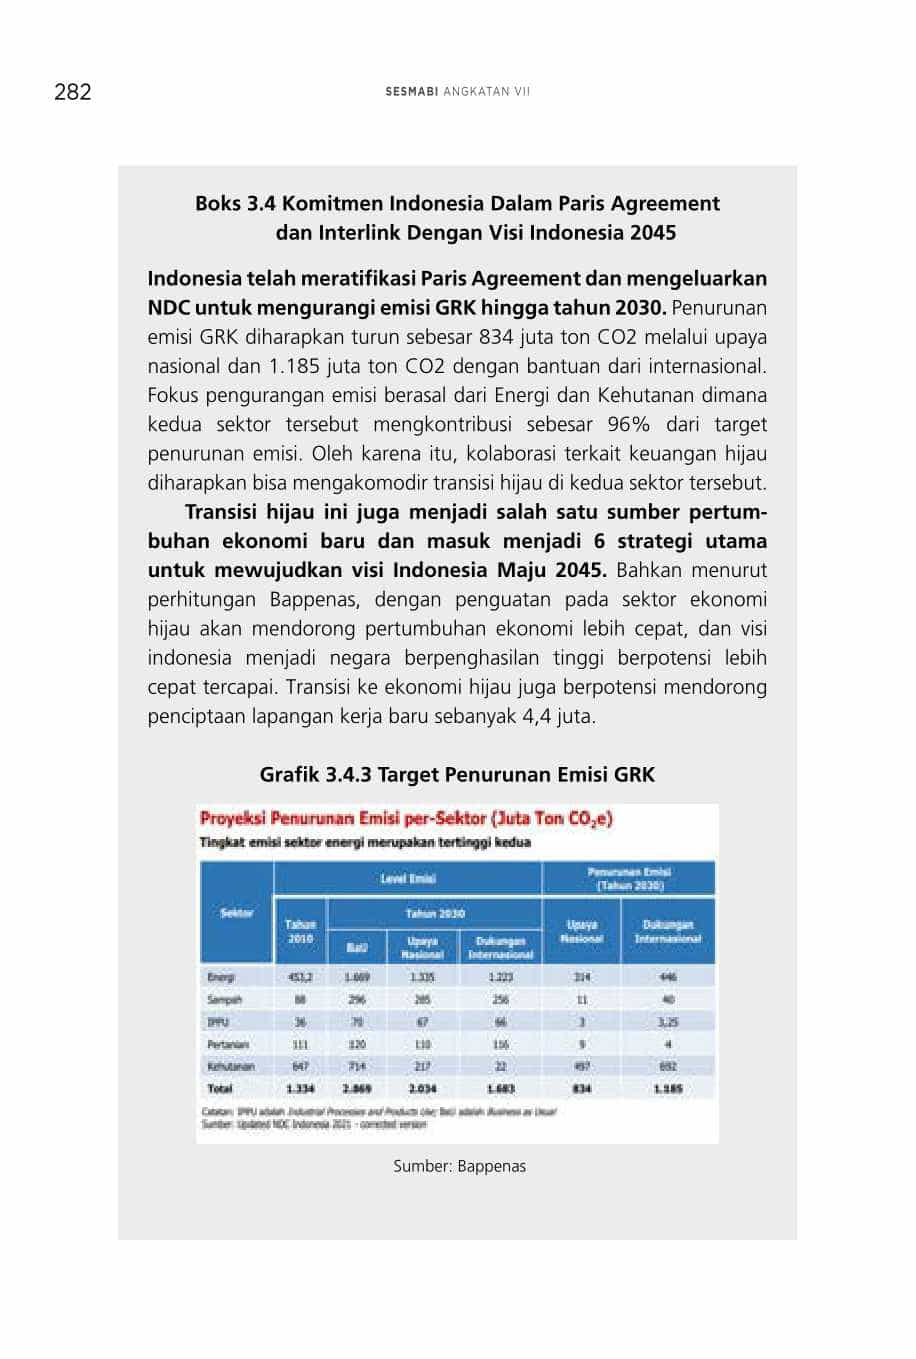 282
SESMABI ANGKATAN VII
Boks 3.4 Komitmen Indonesia Dalam Paris Agreement
dan Interlink Dengan Visi Indonesia 2045
Indonesia telah meratifikasi Paris Agreement dan mengeluarkan
NDC untuk mengurangi emisi GRK hingga tahun 2030. Penurunan
emisi GRK diharapkan turun sebesar 834 juta ton CO2 melalui upaya
nasional dan 1.185 juta ton CO2 dengan bantuan dari internasional.
Fokus pengurangan emisi berasal dari Energi dan Kehutanan dimana
kedua sektor tersebut mengkontribusi sebesar 96% dari target
penurunan emisi. Oleh karena itu, kolaborasi terkait keuangan hijau
diharapkan bisa mengakomodir transisi hijau di kedua sektor tersebut.
Transisi hijau ini juga menjadi salah satu sumber pertum-
buhan ekonomi baru dan masuk menjadi 6 strategi utama
untuk mewujudkan visi Indonesia Maju 2045. Bahkan menurut
perhitungan Bappenas, dengan penguatan pada sektor ekonomi
hijau akan mendorong pertumbuhan ekonomi lebih cepat, dan visi
indonesia menjadi negara berpenghasilan tinggi berpotensi lebih
cepat tercapai. Transisi ke ekonomi hijau juga berpotensi mendorong
penciptaan lapangan kerja baru sebanyak 4,4 juta.
Grafik 3.4.3 Target Penurunan Emisi GRK
Proyeksi Penurunan Emisi per-Sektor (Juta Ton CO₂e)
Tingkat emisi sektor energi merupakan tertinggi kedua
Sektor
Level Emisi
Penurunan Emisi
(Tahun 2030)
Tahun
2010
Tahun 2030
BaU
Upaya
Nasional
Dukungan
Internasional
Upaya
Nasional
Dukungan
Internasional
Energi 453,2 1.669 1.335 1.223 314 446
Sampah 88 296 285 256 11 40
IPPU 36 70 67 66 3 3,25
Pertanian 111 120 110 116 9 4
Kehutanan 647 714 217 22 497 692
Total 1.334 2.869 2.034 1.683 834 1.185
Catatan: IPPU adalah Industrial Processes and Products Use; BaU adalah Business as Usual
Sumber: Updated NDC Indonesia 2021 - corrected version
Sumber: Bappenas